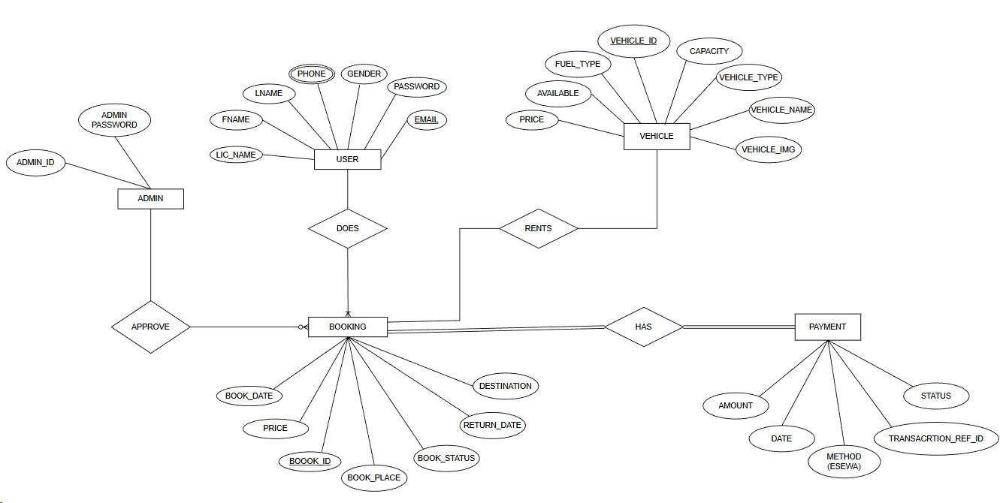 VEHICLE_ID
CAPACITY
FUEL_TYPE
PHONE
GENDER
VEHICLE_TYPE
PASSWORD
LNAME
AVAILABLE
VEHICLE_NAME
ADMIN
PASSWORD
FNAME
EMAIL
PRICE
VEHICLE
VEHICLE_IMG
LIC_NAME
USER
ADMIN_ID
ADMIN
DOES
RENTS
APPROVE
BOOKING
HAS
PAYMENT
BOOK_DATE
DESTINATION
STATUS
AMOUNT
PRICE
RETURN_DATE
DATE
TRANSACRTION_REF_ID
BOOOK_ID
BOOK_STATUS
METHOD
(ESEWA)
BOOK_PLACE